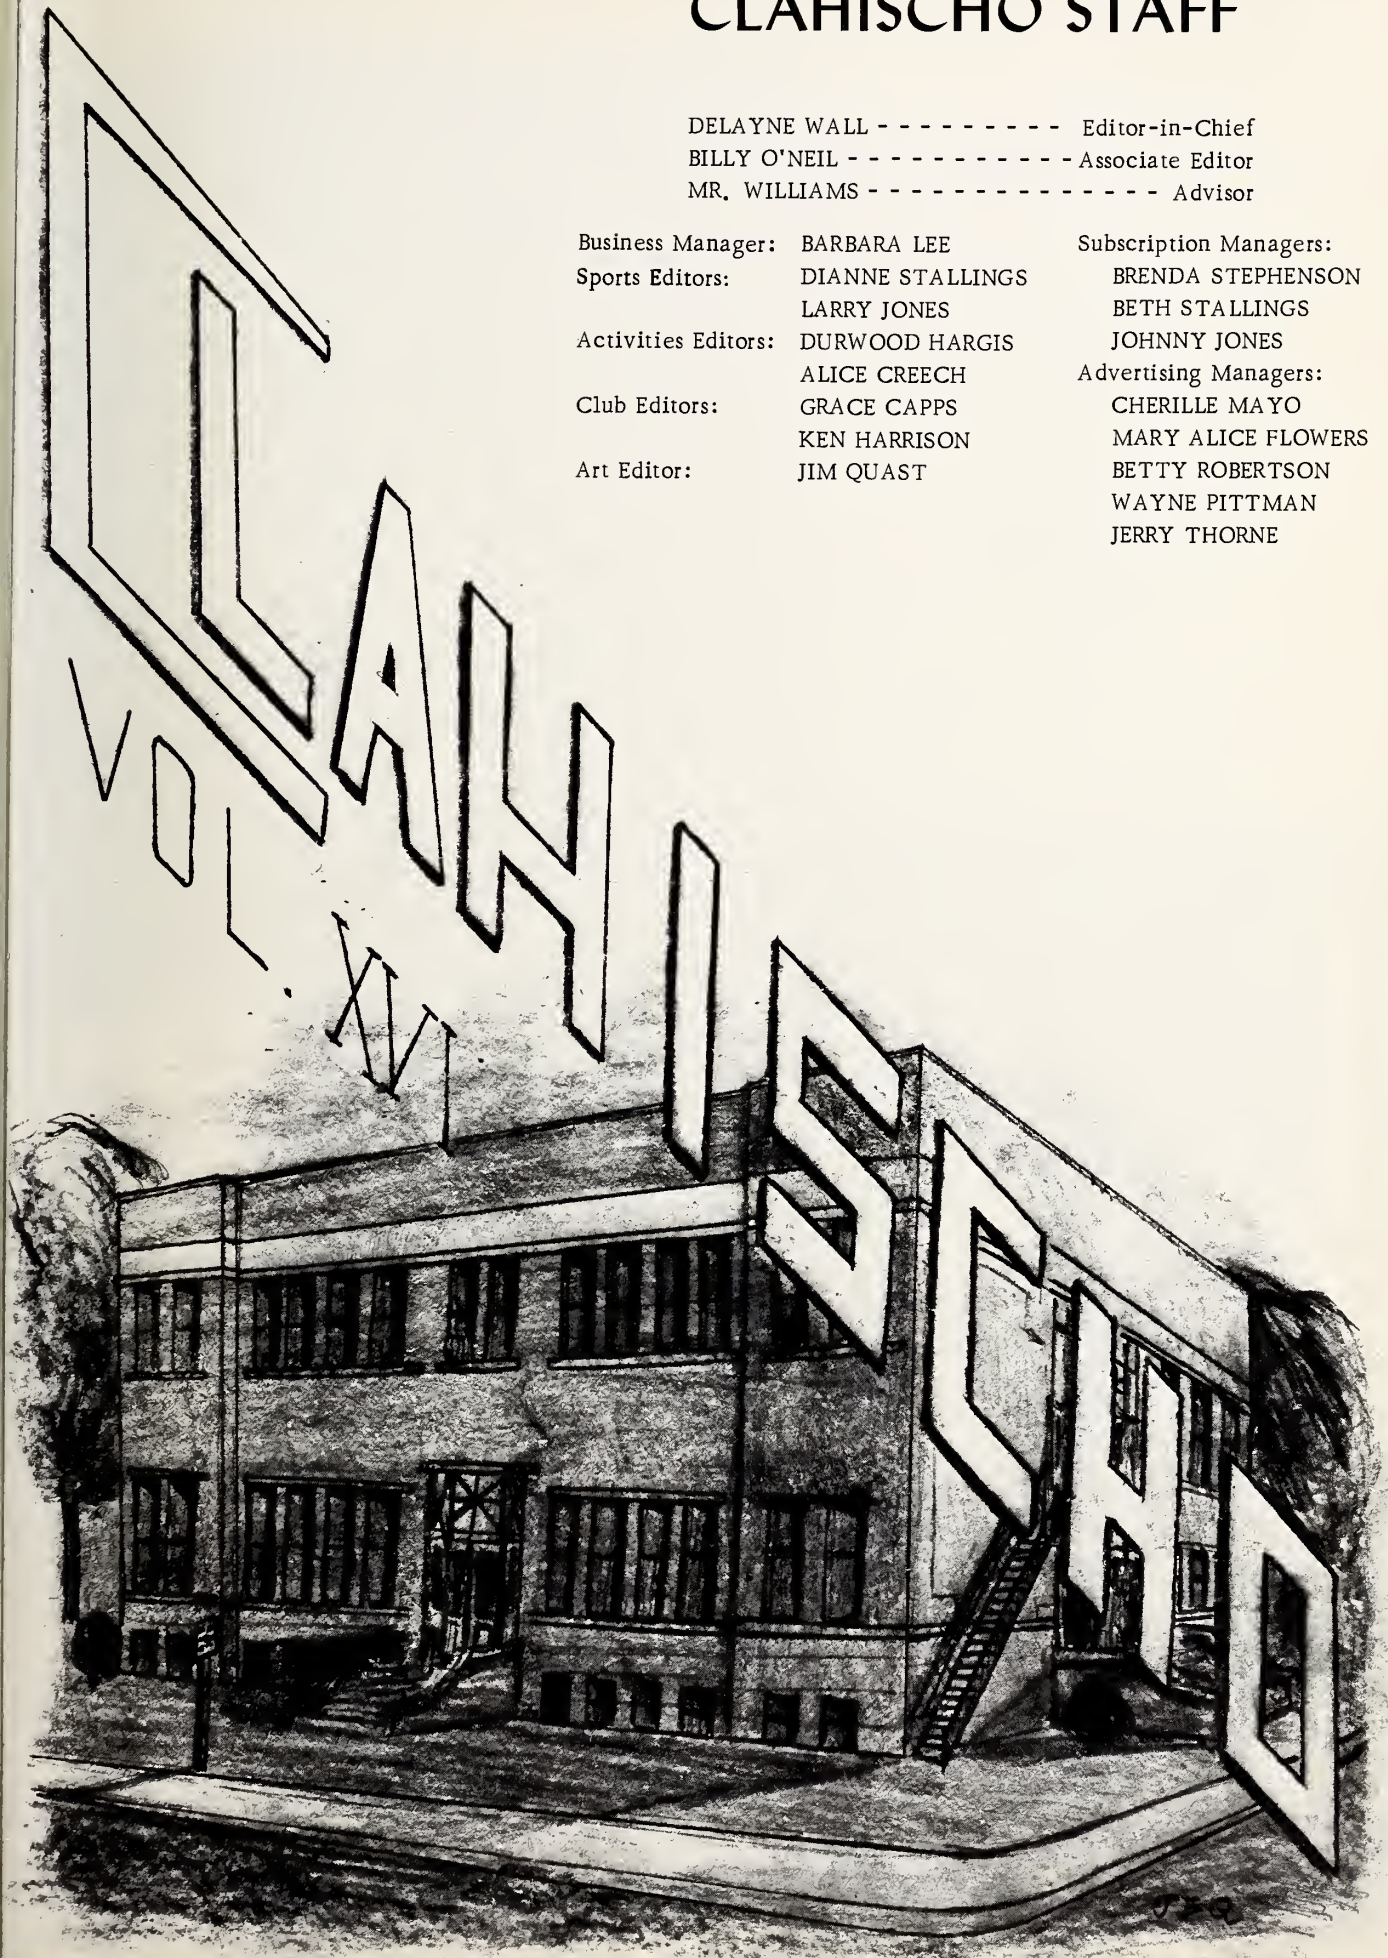 CLAHISCHO STAFF
DELAYNE WALL - - - - - - - - - Editor-in-Chief
BILLY O'NEIL - - - - - - - - - - - Associate Editor
MR. WILLIAMS - - - - - - - - - - - - - - Advisor
Business Manager: BARBARA LEE
Sports Editors: DIANNE STALLINGS
LARRY JONES
Activities Editors: DURWOOD HARGIS
ALICE CREECH
Club Editors: GRACE CAPPS
KEN HARRISON
Art Editor: JIM QUAST
Subscription Managers:
BRENDA STEPHENSON
BETH STALLINGS
JOHNNY JONES
Advertising Managers:
CHERILLE MAYO
MARY ALICE FLOWERS
BETTY ROBERTSON
WAYNE PITTMAN
JERRY THORNE
CLAHISCHO
VOL. XVI
JEQ